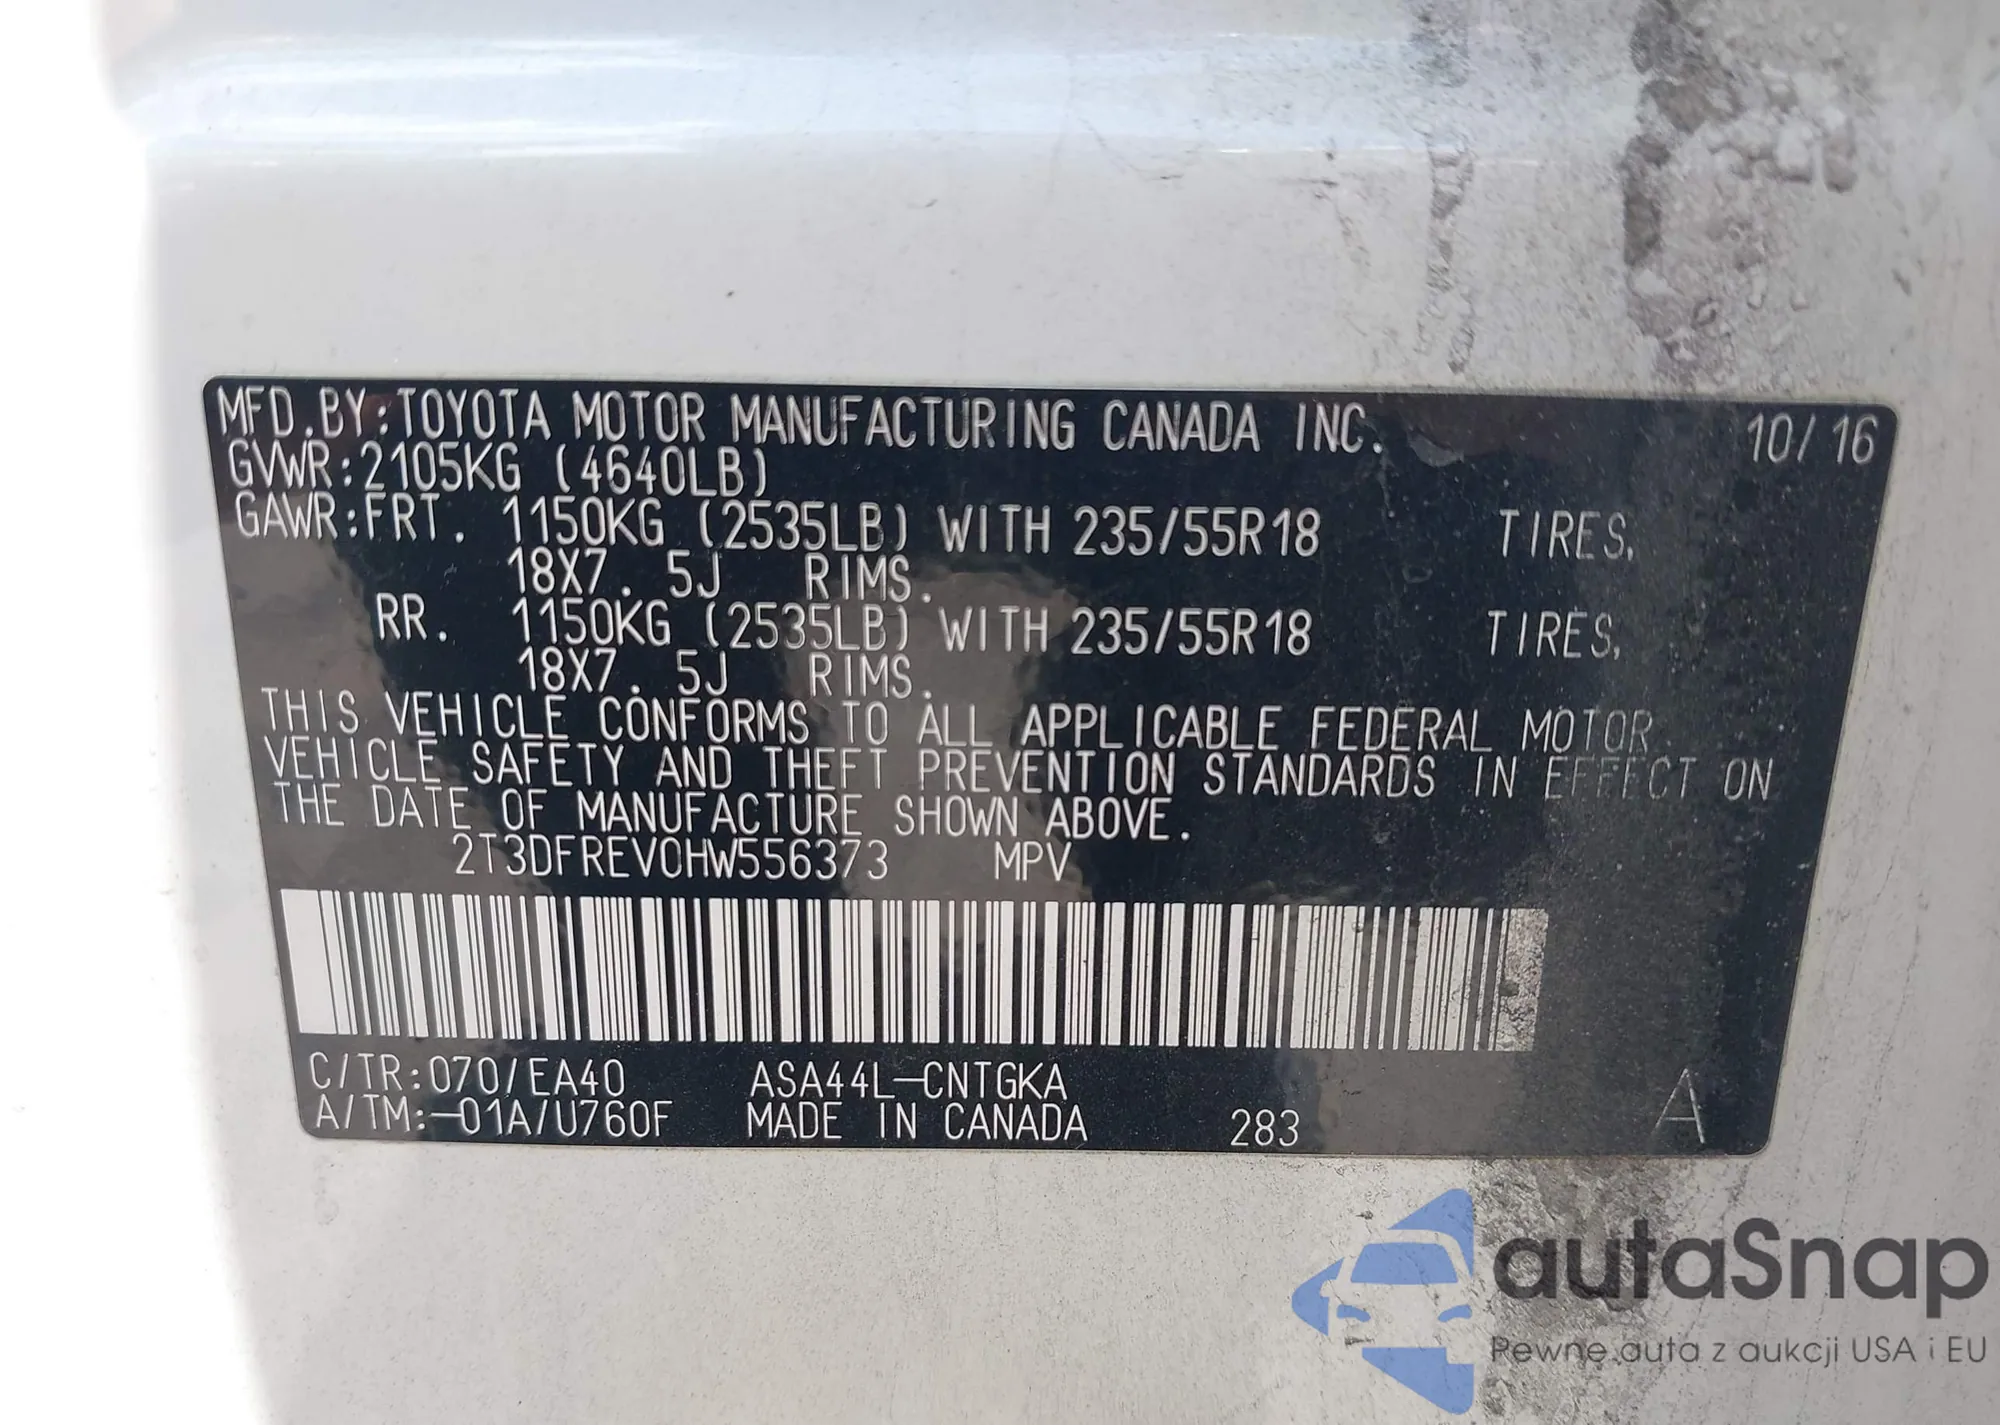 MFD.BY:TOYOTA MOTOR MANUFACTURING CANADA INC. 10/16
GVWR:2105KG (4640LB)
GAWR:FRT. 1150KG (2535LB) WITH 235/55R18 TIRES,
18X7.5J RIMS.
RR. 1150KG (2535LB) WITH 235/55R18 TIRES,
18X7.5J RIMS.
THIS VEHICLE CONFORMS TO ALL APPLICABLE FEDERAL MOTOR
VEHICLE SAFETY AND THEFT PREVENTION STANDARDS IN EFFECT ON
THE DATE OF MANUFACTURE SHOWN ABOVE.
2T3DFREV0HW556373 MPV
C/TR:070/EA40 ASA44L-CNTGKA
A/TM:-01A/U760F MADE IN CANADA 283 A
autaSnap
Pewne auta z aukcji USA i EU